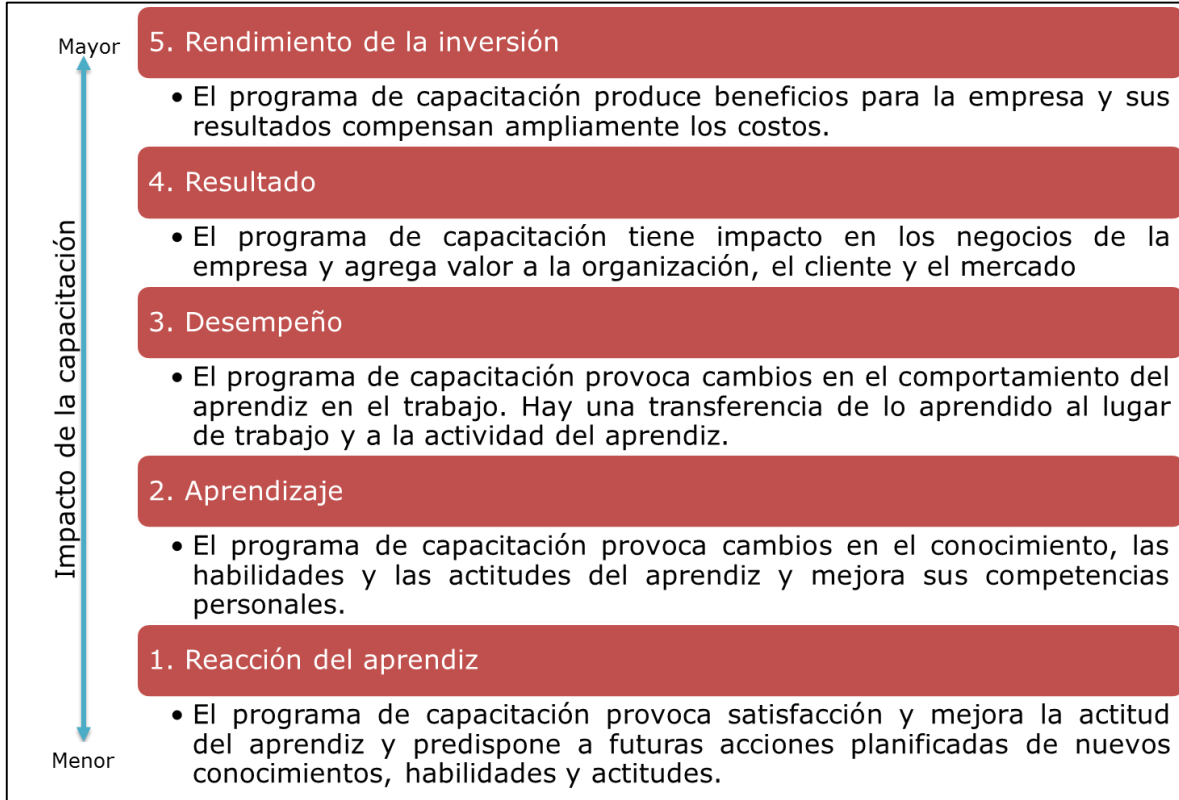 Mayor
5. Rendimiento de la inversión
• El programa de capacitación produce beneficios para la empresa y sus
resultados compensan ampliamente los costos.
4. Resultado
• El programa de capacitación tiene impacto en los negocios de la
empresa y agrega valor a la organización, el cliente y el mercado
Impacto de la capacitación
3. Desempeño
• El programa de capacitación provoca cambios en el comportamiento del
aprendiz en el trabajo. Hay una transferencia de lo aprendido al lugar
de trabajo y a la actividad del aprendiz.
2. Aprendizaje
• El programa de capacitación provoca cambios en el conocimiento, las
habilidades y las actitudes del aprendiz y mejora sus competencias
personales.
1. Reacción del aprendiz
• El programa de capacitación provoca satisfacción y mejora la actitud
del aprendiz y predispone a futuras acciones planificadas de nuevos
conocimientos, habilidades y actitudes.
Menor